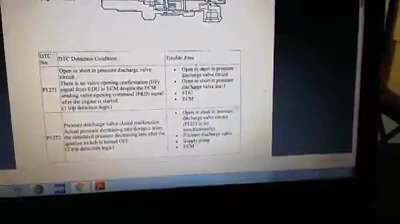 DTC
No.
DTC Detection Condition
Trouble Area
P1271
Open or short in pressure discharge valve
circuit
There is no valve opening confirmation (DF)
signal from EDU to ECM despite the ECM
sending valve opening command (PRD) signal
after the engine is started
(1 trip detection logic)
Open or short in pressure
discharge valve circuit
Open or short in pressure
discharge valve
EDU
ECM
P1272
Pressure discharge valve closed malfunction
Actual pressure decreasing rate
the simulated pressure decreasing rate after the
ignition switch is turned OFF
(2 trip detection logic)
Open or short in pressure
discharge valve circuit
(P1271 is
simultaneously)
Pressure discharge valve
Supply pump
ECM